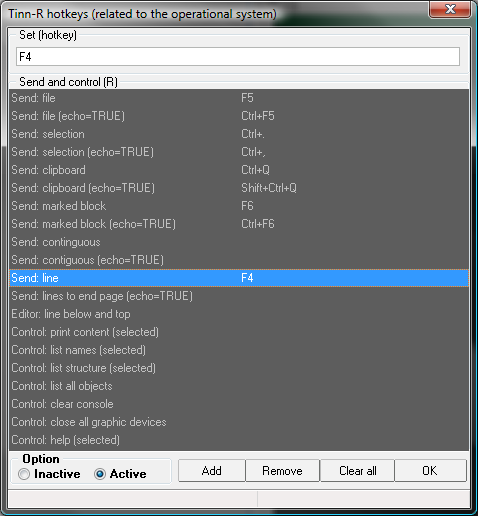 Tinn-R hotkeys (related to the operational system)
Set (hotkey)
F4
Send and control (R)
Send: file F5
Send: file (echo=TRUE) Ctrl+F5
Send: selection Ctrl+.
Send: selection (echo=TRUE) Ctrl+,
Send: clipboard Ctrl+Q
Send: clipboard (echo=TRUE) Shift+Ctrl+Q
Send: marked block F6
Send: marked block (echo=TRUE) Ctrl+F6
Send: continguous
Send: contiguous (echo=TRUE)
Send: line F4
Send: lines to end page (echo=TRUE)
Editor: line below and top
Control: print content (selected)
Control: list names (selected)
Control: list structure (selected)
Control: list all objects
Control: clear console
Control: close all graphic devices
Control: help (selected)
Option
Inactive Active Add Remove Clear all OK